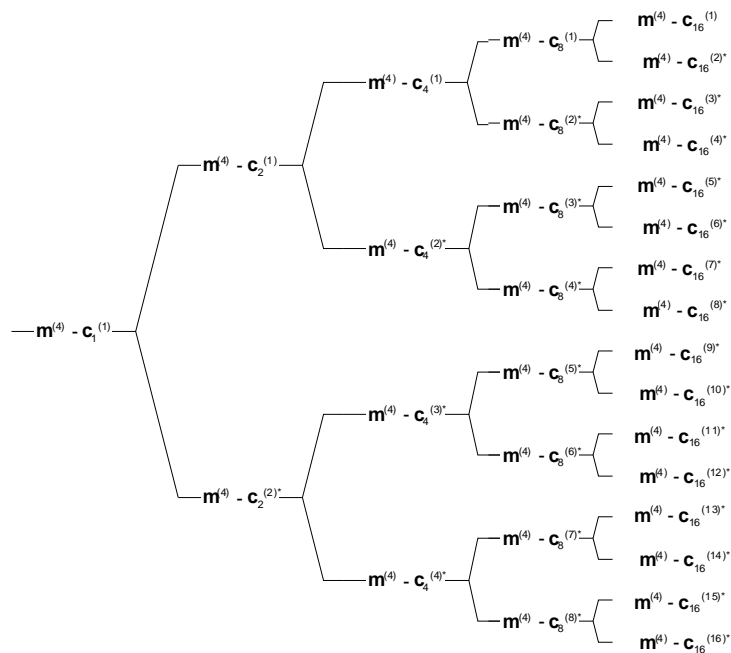 m(4) - c16(1)
m(4) - c8(1)
m(4) - c16(2)*
m(4) - c4(1)
m(4) - c16(3)*
m(4) - c8(2)*
m(4) - c16(4)*
m(4) - c2(1)
m(4) - c16(5)*
m(4) - c8(3)*
m(4) - c16(6)*
m(4) - c4(2)*
m(4) - c16(7)*
m(4) - c8(4)*
m(4) - c16(8)*
m(4) - c1(1)
m(4) - c16(9)*
m(4) - c8(5)*
m(4) - c16(10)*
m(4) - c4(3)*
m(4) - c16(11)*
m(4) - c8(6)*
m(4) - c16(12)*
m(4) - c2(2)*
m(4) - c16(13)*
m(4) - c8(7)*
m(4) - c16(14)*
m(4) - c4(4)*
m(4) - c16(15)*
m(4) - c8(8)*
m(4) - c16(16)*